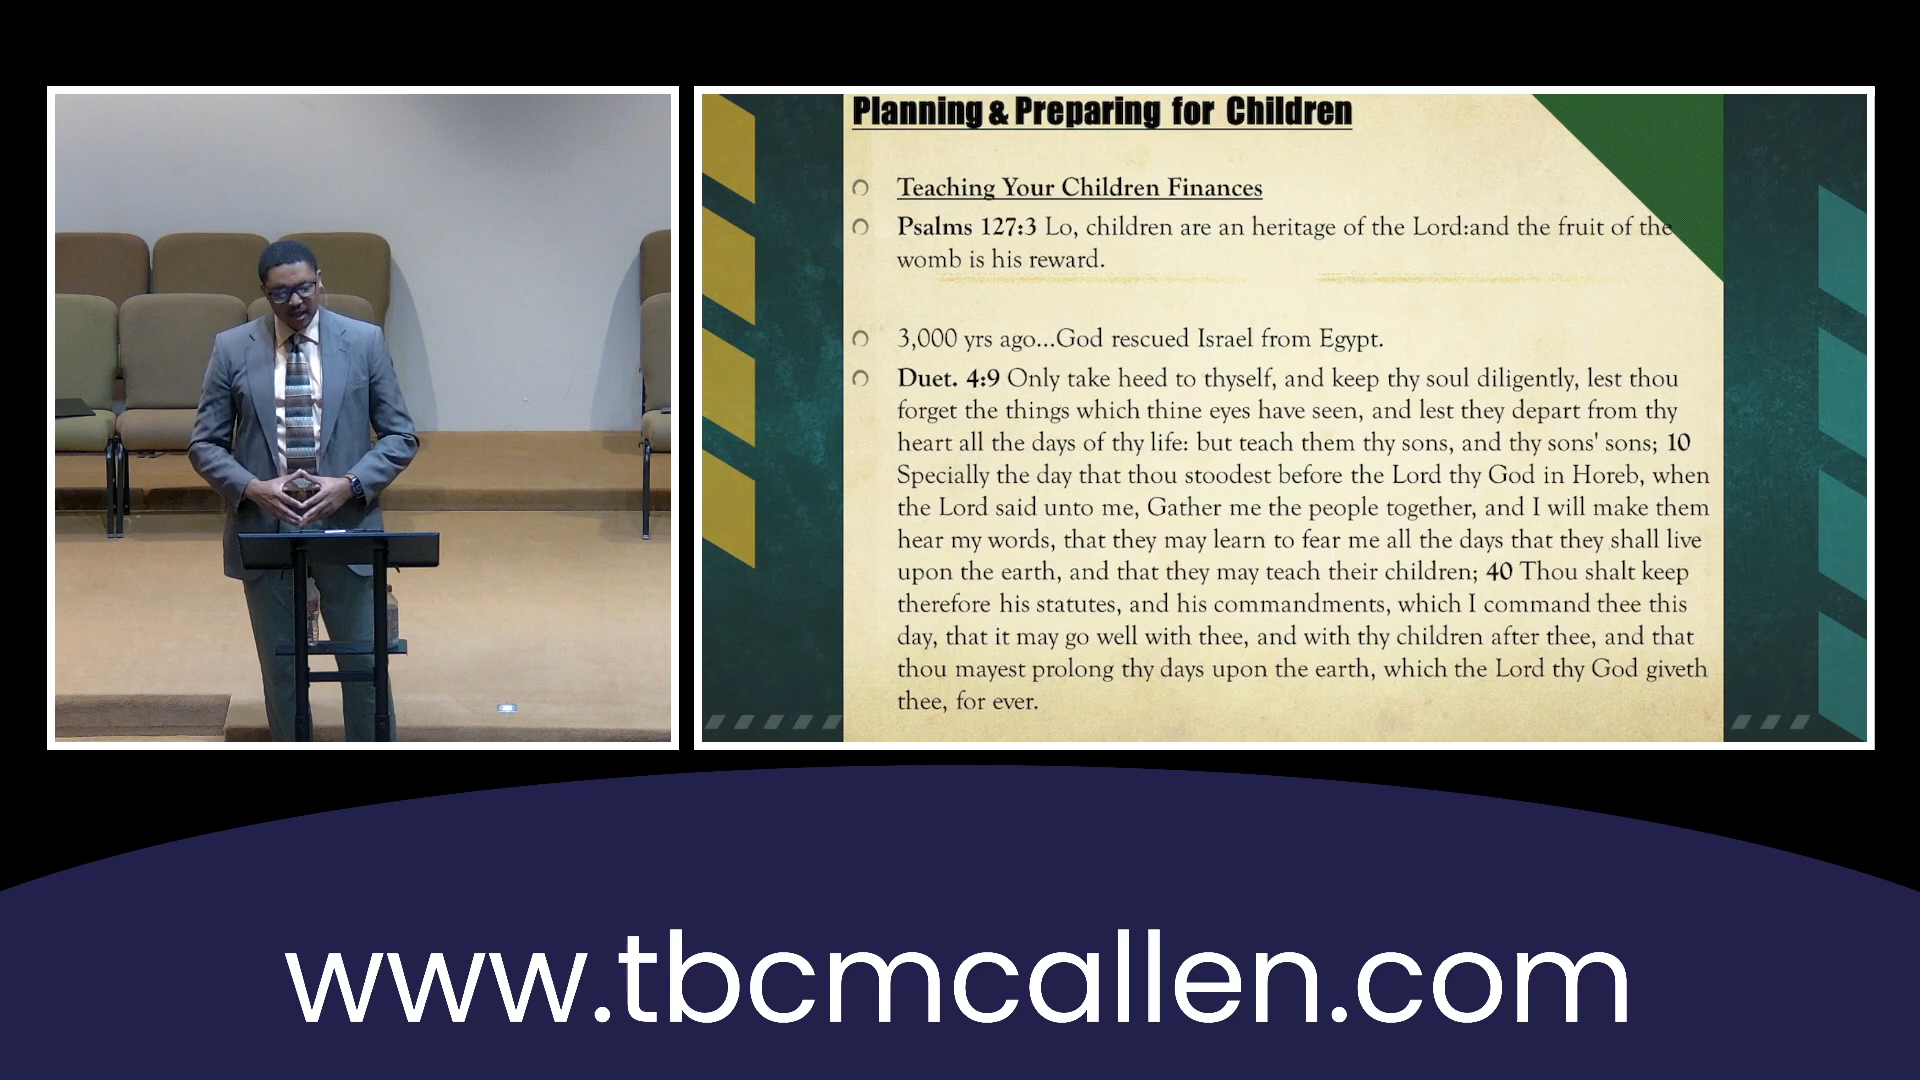 Planning & Preparing for Children
Teaching Your Children Finances
Psalms 127:3 Lo, children are an heritage of the Lord:and the fruit of the
womb is his reward.
3,000 yrs ago...God rescued Israel from Egypt.
Duet. 4:9 Only take heed to thyself, and keep thy soul diligently, lest thou
forget the things which thine eyes have seen, and lest they depart from thy
heart all the days of thy life: but teach them thy sons, and thy sons' sons; 10
Specially the day that thou stoodest before the Lord thy God in Horeb, when
the Lord said unto me, Gather me the people together, and I will make them
hear my words, that they may learn to fear me all the days that they shall live
upon the earth, and that they may teach their children; 40 Thou shalt keep
therefore his statutes, and his commandments, which I command thee this
day, that it may go well with thee, and with thy children after thee, and that
thou mayest prolong thy days upon the earth, which the Lord thy God giveth
thee, for ever.
www.tbcmcallen.com